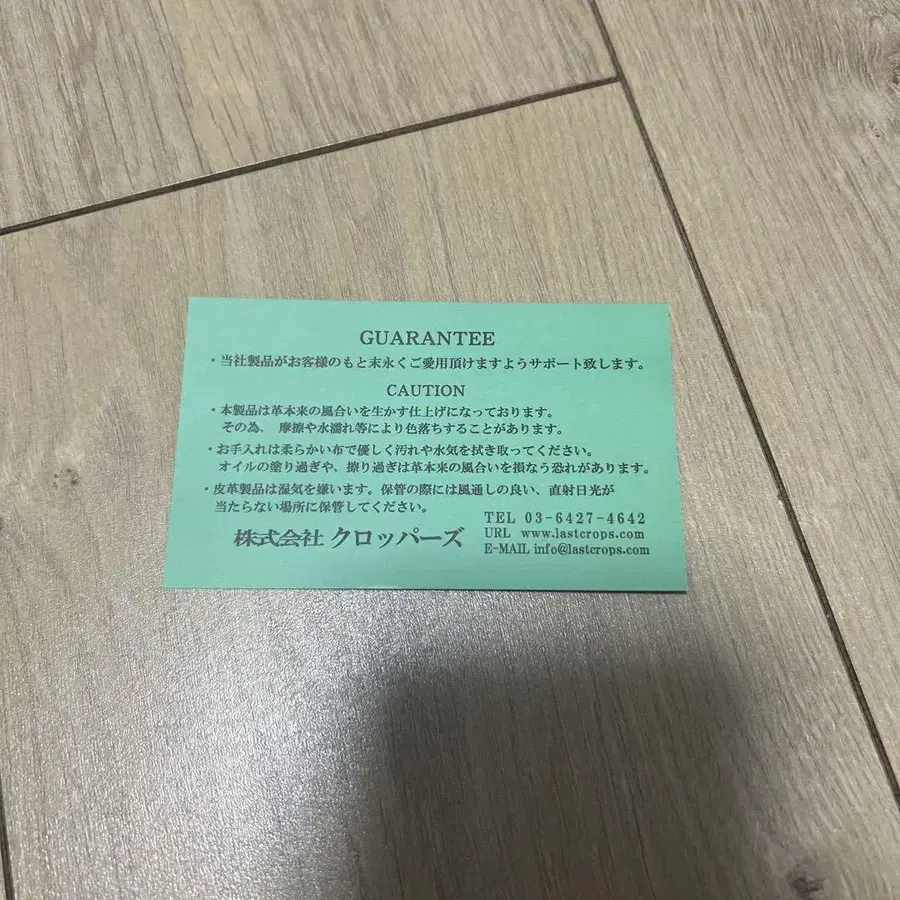 GUARANTEE
・当社製品がお客様のもと末永くご愛用頂けますようサポート致します。
CAUTION
・本製品は革本来の風合いを生かす仕上げになっております。
その為、 摩擦や水濡れ等により色落ちすることがあります。
・お手入れは柔らかい布で優しく汚れや水気を拭き取ってください。
オイルの塗り過ぎや、擦り過ぎは革本来の風合いを損なう恐れがあります。
・皮革製品は湿気を嫌います。保管の際には風通しの良い、直射日光が
当たらない場所に保管してください。
株式会社 クロッパーズ
TEL 03-6427-4642
URL www.lastcrops.com
E-MAIL info@lastcrops.com